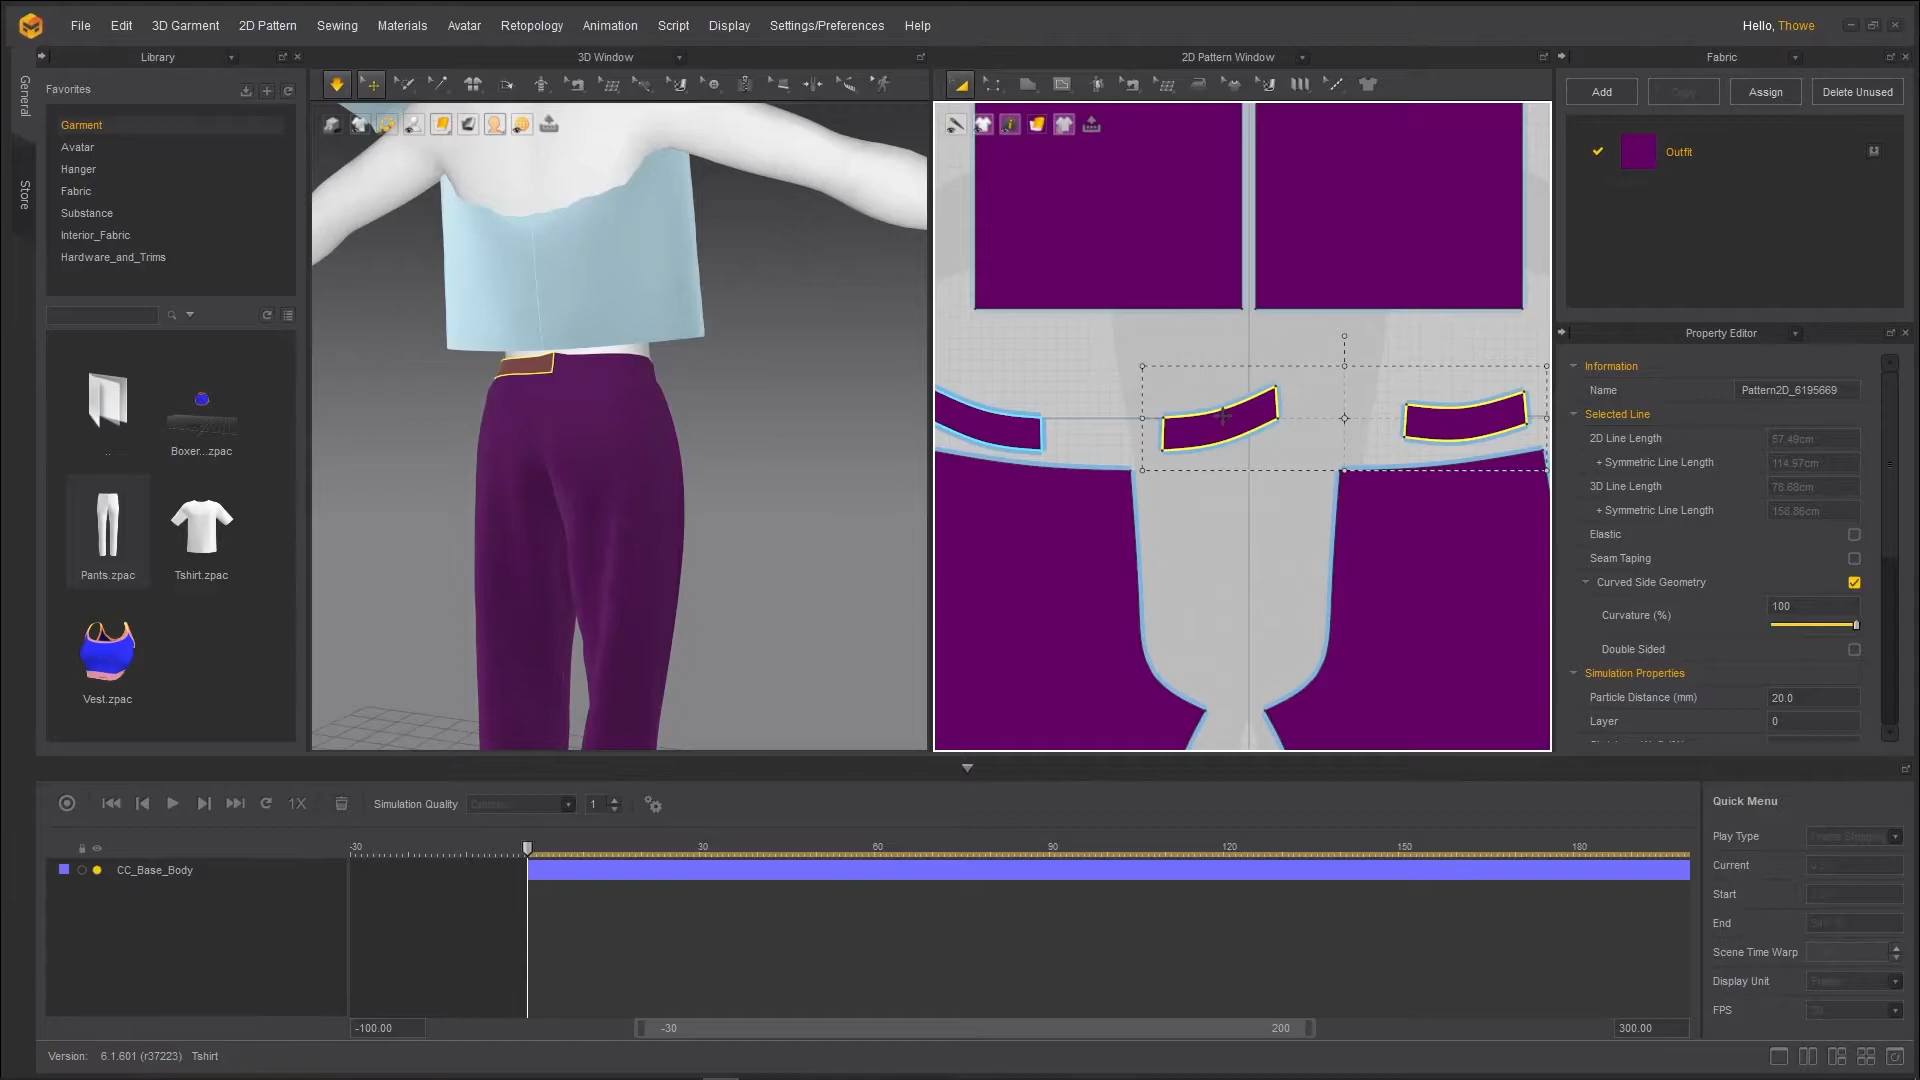 File Edit 3D Garment 2D Pattern Sewing Materials Avatar Retopology Animation Script Display Settings/Preferences Help
Hello, Thowe
Library
3D Window
2D Pattern Window
Fabric
General
Store
Favorites
Garment
Avatar
Hanger
Fabric
Substance
Interior_Fabric
Hardware_and_Trims
..
Boxer...zpac
Pants.zpac
Tshirt.zpac
Vest.zpac
Add
Copy
Assign
Delete Unused
Outfit
Property Editor
Information
Name Pattern2D_6195669
Selected Line
2D Line Length 57.49cm
+ Symmetric Line Length 114.97cm
3D Line Length 78.68cm
+ Symmetric Line Length 158.86cm
Elastic
Seam Taping
Curved Side Geometry
Curvature (%) 100
Double Sided
Simulation Properties
Particle Distance (mm) 20.0
Layer 0
1X
Simulation Quality
1
-30 30 60 90 120 150 180
CC_Base_Body
-100.00 -30 200 300.00
Quick Menu
Play Type
Current
Start
End
Scene Time Warp
Display Unit
FPS
Version: 6.1.601 (r37223) Tshirt